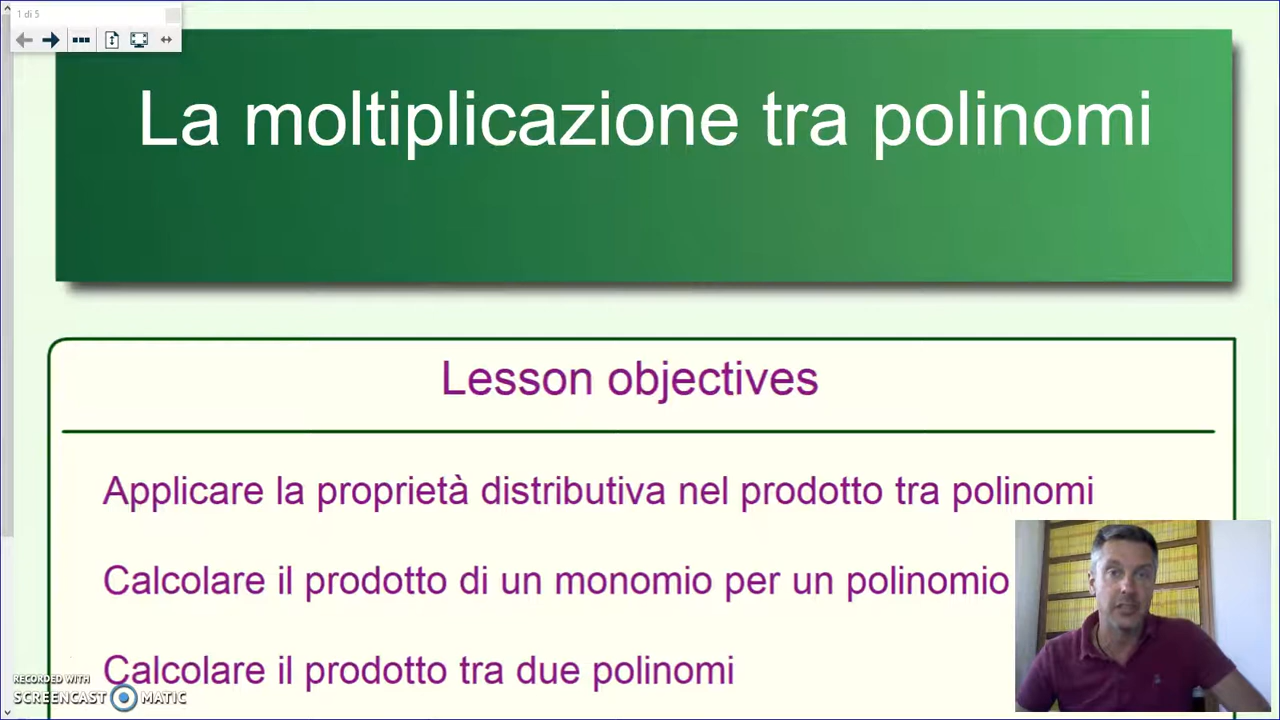 1 di 5
La moltiplicazione tra polinomi
Lesson objectives
Applicare la proprietà distributiva nel prodotto tra polinomi
Calcolare il prodotto di un monomio per un polinomio
Calcolare il prodotto tra due polinomi
RECORDED WITH
SCREENCAST MATIC